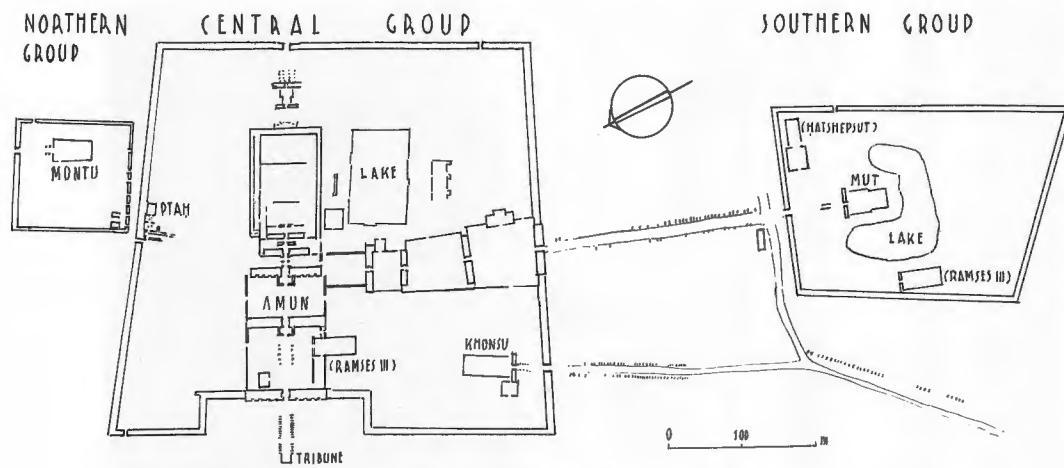 NORTHERN
GROUP
CENTRAL GROUP
SOUTHERN GROUP
MONTU
PTAH
LAKE
AMUN
(RAMSES III)
KHONSU
TRIBUNE
(HATSHEPSUT)
MUT
LAKE
(RAMSES III)
0 100 m